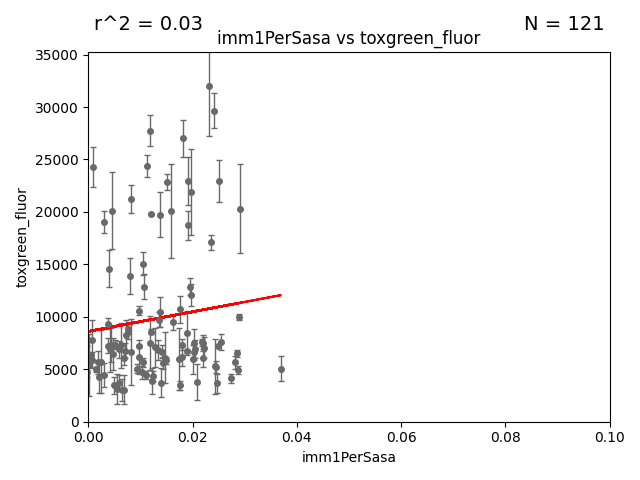 r^2 = 0.03
N = 121
imm1PerSasa vs toxgreen_fluor
35000
30000
25000
20000
15000
10000
5000
0
toxgreen_fluor
0.00
0.02
0.04
0.06
0.08
0.10
imm1PerSasa